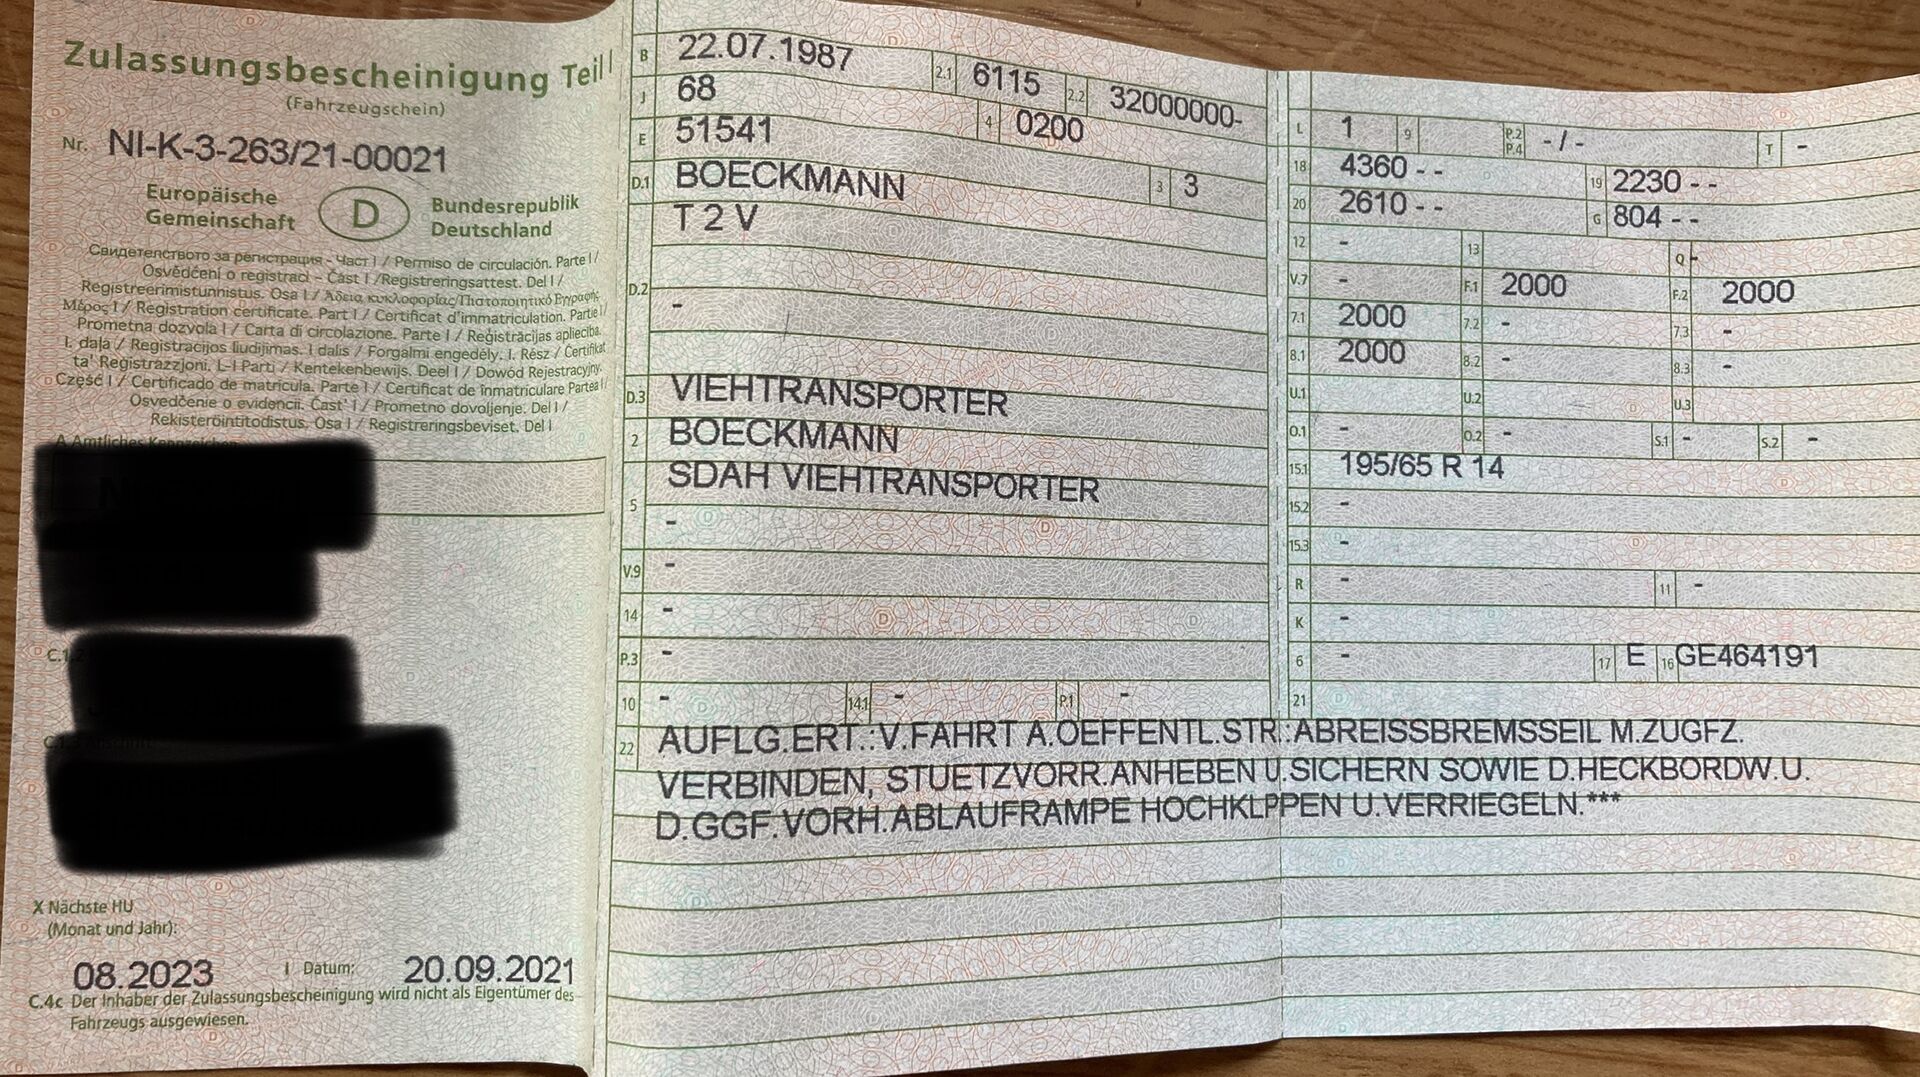 Zulassungsbescheinigung Teil I
(Fahrzeugschein)
Nr. NI-K-3-263/21-00021
Europäische Gemeinschaft D Bundesrepublik Deutschland
Свидетелството за регистрация - Част I / Permiso de circulación. Parte I /
Osvědčení o registraci – Část I /Registreringsattest. Del I /
Registreerimistunnistus. Osa I / Άδεια κυκλοφορίας/Πιστοποιητικό Εγγραφής
Μέρος I / Registration certificate. Part I / Certificat d'immatriculation. Partie I /
Prometna dozvola I / Carta di circolazione. Parte I / Reģistrācijas apliecība.
I. daļa / Registracijos liudijimas. I dalis / Forgalmi engedély. I. Rész / Ċertifikat
ta' Reġistrazzjoni. L-I Parti / Kentekenbewijs. Deel I / Dowód Rejestracyjny.
Część I / Certificado de matrícula. Parte I / Certificat de înmatriculare Partea I /
Osvedčenie o evidencii. Časť I / Prometno dovoljenje. Del I /
Rekisteröintitodistus. Osa I / Registreringsbeviset. Del I
A Amtliches Kennzeichen
X Nächste HU
(Monat und Jahr):
08.2023 I Datum: 20.09.2021
C.4c Der Inhaber der Zulassungsbescheinigung wird nicht als Eigentümer des
Fahrzeugs ausgewiesen.
B 22.07.1987 2.1 6115 2.2 32000000-
J 68 4 0200
E 51541
D.1 BOECKMANN 3 3
T 2 V
D.2
-
D.3 VIEHTRANSPORTER
2 BOECKMANN
5 SDAH VIEHTRANSPORTER
-
V.9 -
14 -
P.3 -
10 - 14.1 - P.1 -
L 1 9 P.2 P.4 - / - T -
18 4360 - - 19 2230 - -
20 2610 - - G 804 - -
12 - 13 Q -
V.7 - F.1 2000 F.2 2000
7.1 2000 7.2 - 7.3 -
8.1 2000 8.2 - 8.3 -
U.1 U.2 U.3
O.1 - O.2 - S.1 - S.2 -
15.1 195/65 R 14
15.2 -
15.3 -
R - 11 -
K -
6 - 17 E 16 GE464191
21
22 AUFLG.ERT.:V.FAHRT A.OEFFENTL.STR.:ABREISSBREMSSEIL M.ZUGFZ.
VERBINDEN, STUETZVORR.ANHEBEN U.SICHERN SOWIE D.HECKBORDW.U.
D.GGF.VORH.ABLAUFRAMPE HOCHKLPPEN U.VERRIEGELN.***